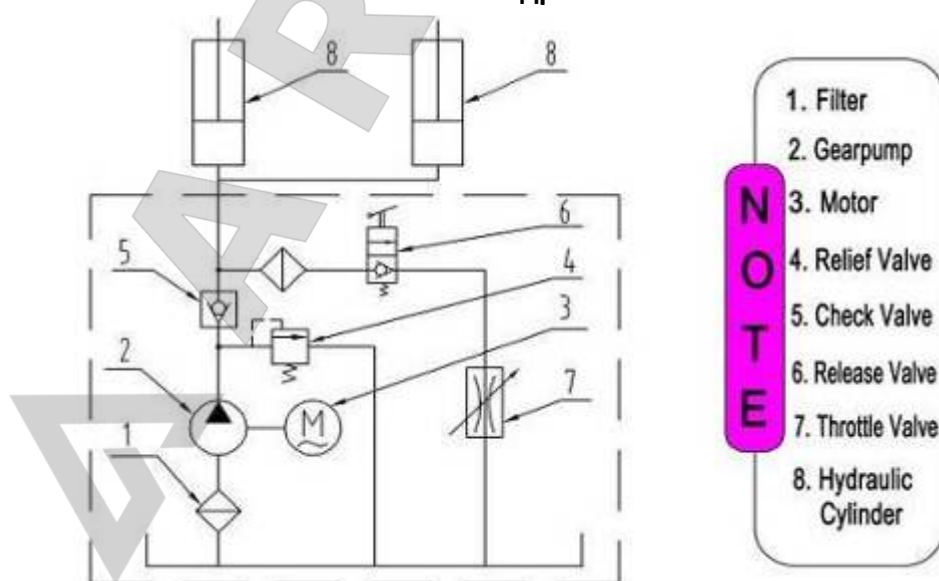 8
8
6
5
4
3
2
7
1
M
NOTE
1. Filter
2. Gearpump
3. Motor
4. Relief Valve
5. Check Valve
6. Release Valve
7. Throttle Valve
8. Hydraulic
Cylinder